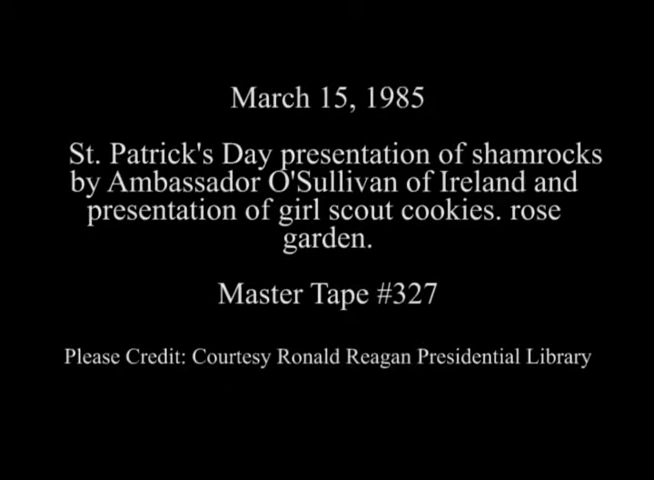 March 15, 1985
St. Patrick's Day presentation of shamrocks
by Ambassador O'Sullivan of Ireland and
presentation of girl scout cookies. rose
garden.
Master Tape #327
Please Credit: Courtesy Ronald Reagan Presidential Library